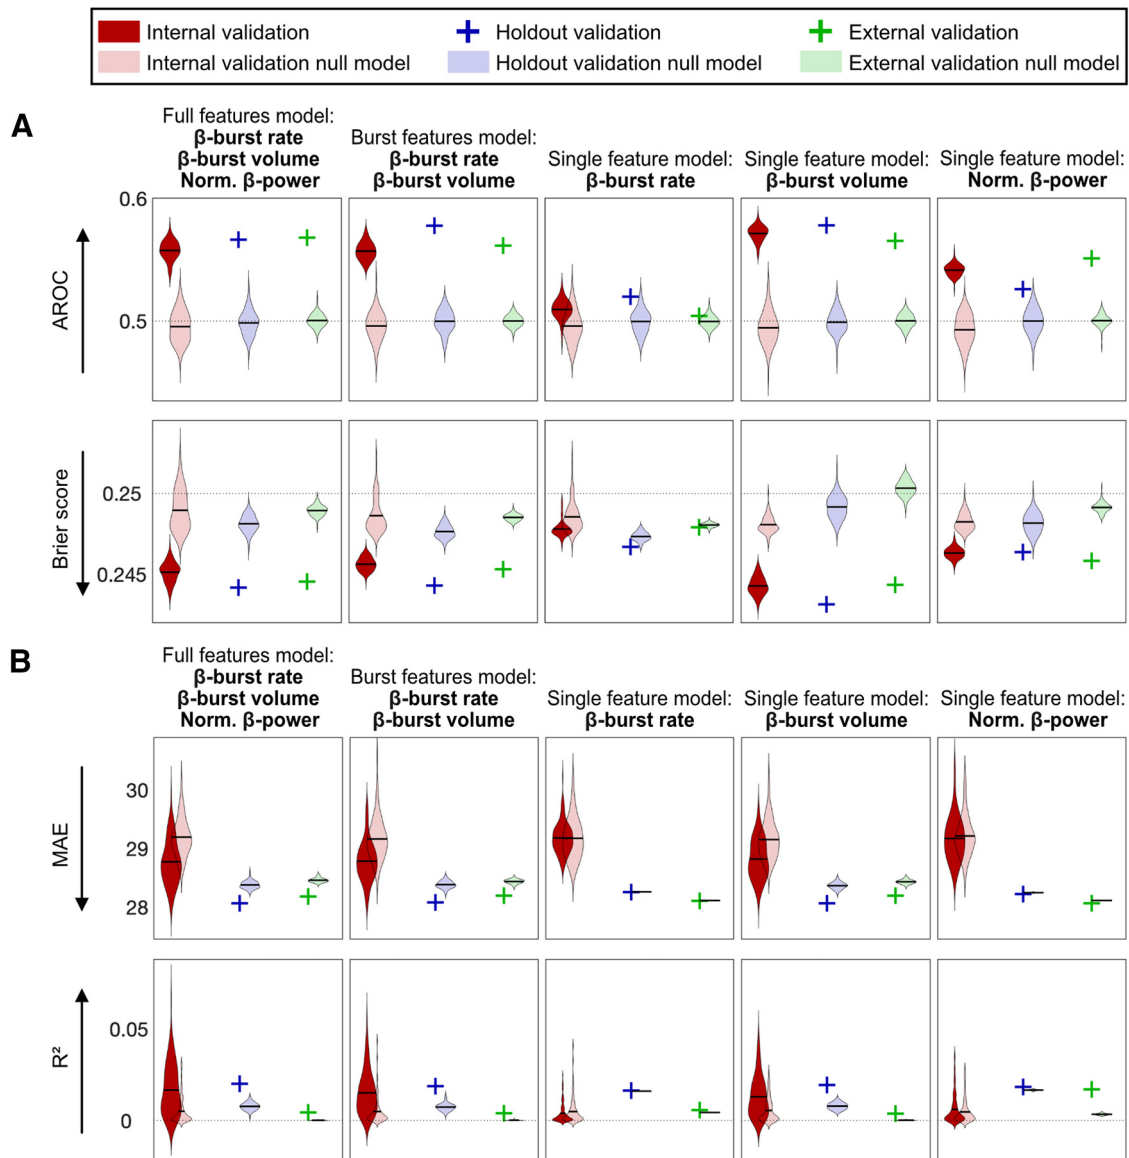 Internal validation
Holdout validation
External validation
Internal validation null model
Holdout validation null model
External validation null model
A
Full features model:
β-burst rate
β-burst volume
Norm. β-power
Burst features model:
β-burst rate
β-burst volume
Single feature model:
β-burst rate
Single feature model:
β-burst volume
Single feature model:
Norm. β-power
AROC
0.6
0.5
Brier score
0.25
0.245
B
Full features model:
β-burst rate
β-burst volume
Norm. β-power
Burst features model:
β-burst rate
β-burst volume
Single feature model:
β-burst rate
Single feature model:
β-burst volume
Single feature model:
Norm. β-power
MAE
30
29
28
R²
0.05
0